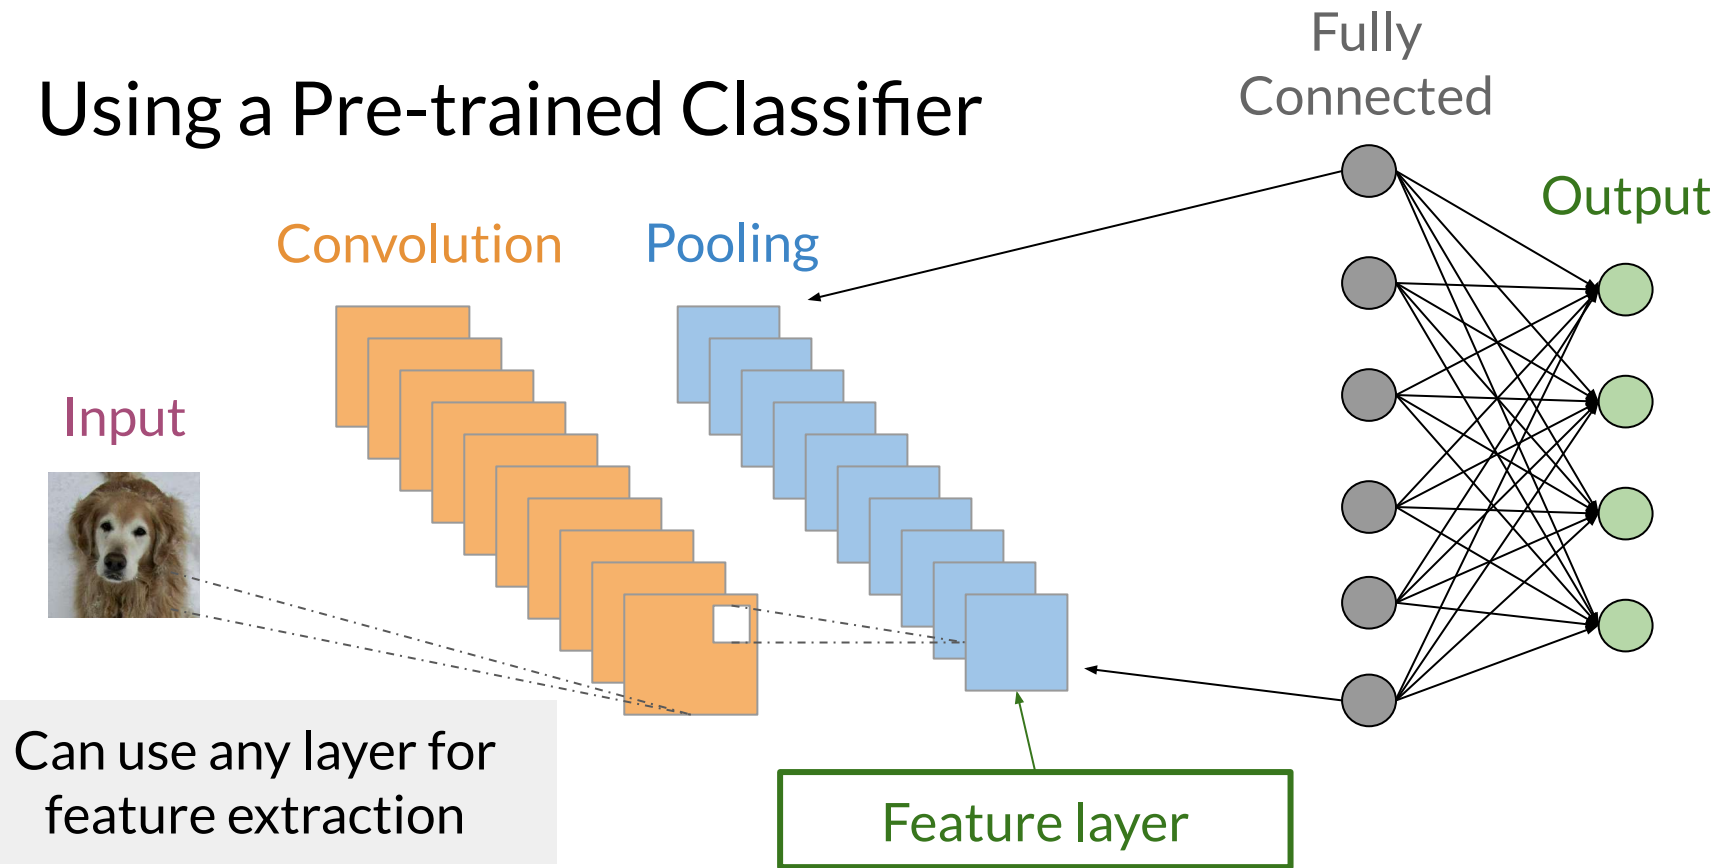 Using a Pre-trained Classifier
Fully
Connected
Output
Convolution
Pooling
Input
Can use any layer for
feature extraction
Feature layer